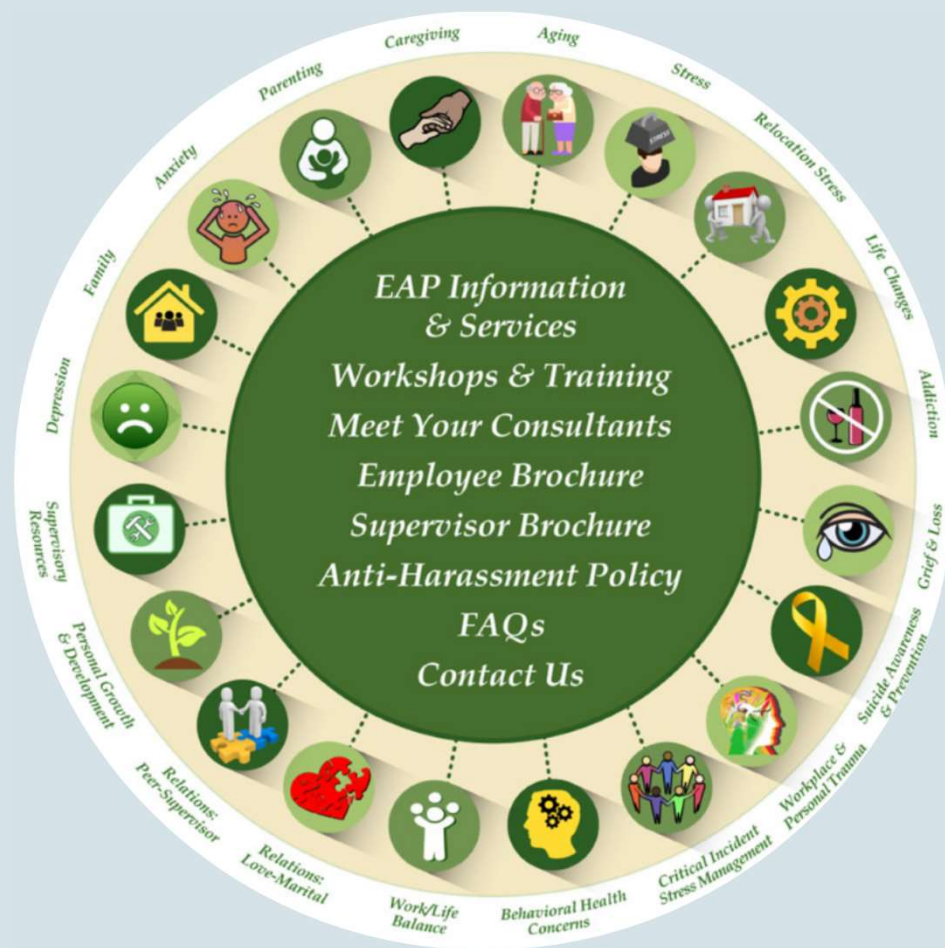 Caregiving
Aging
Stress
Relocation Stress
Life Changes
Addiction
Grief & Loss
Suicide Awareness
& Prevention
Workplace &
Personal Trauma
Critical Incident
Stress Management
Behavioral Health
Concerns
Work/Life
Balance
Relations:
Love-Marital
Relations:
Peer-Supervisor
Personal Growth
& Development
Supervisory
Resources
Depression
Family
Anxiety
Parenting
STRESS
EAP Information
& Services
Workshops & Training
Meet Your Consultants
Employee Brochure
Supervisor Brochure
Anti-Harassment Policy
FAQs
Contact Us